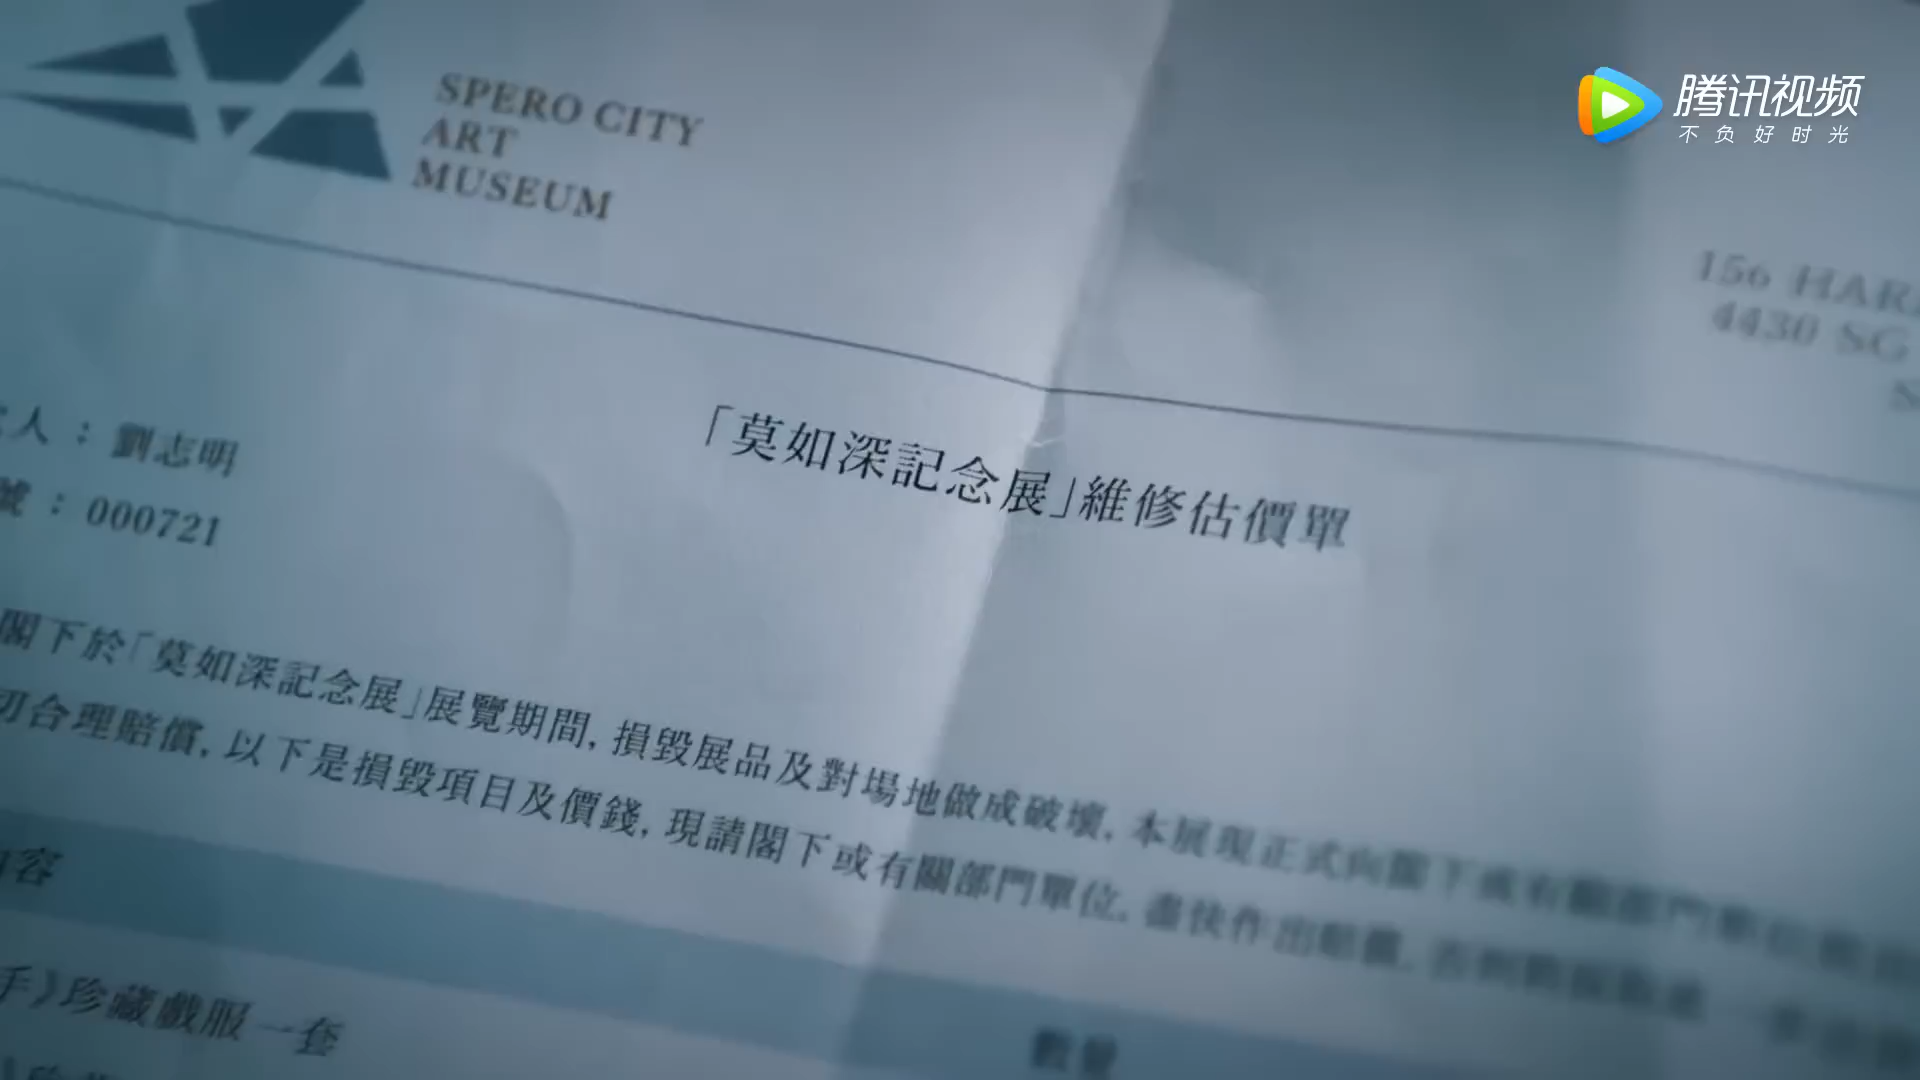 SPERO CITY
ART
MUSEUM
腾讯视频
不负好时光
156 HAR
4430 SG
S
人：劉志明
號：000721
「莫如深記念展」維修估價單
閣下於「莫如深記念展」展覽期間, 損毀展品及對場地做成破壞, 本展現正式向閣下或有關部門單位
切合理賠償, 以下是損毀項目及價錢, 現請閣下或有關部門單位, 盡快作出賠償,
內容
數量
手》珍藏戲服一套